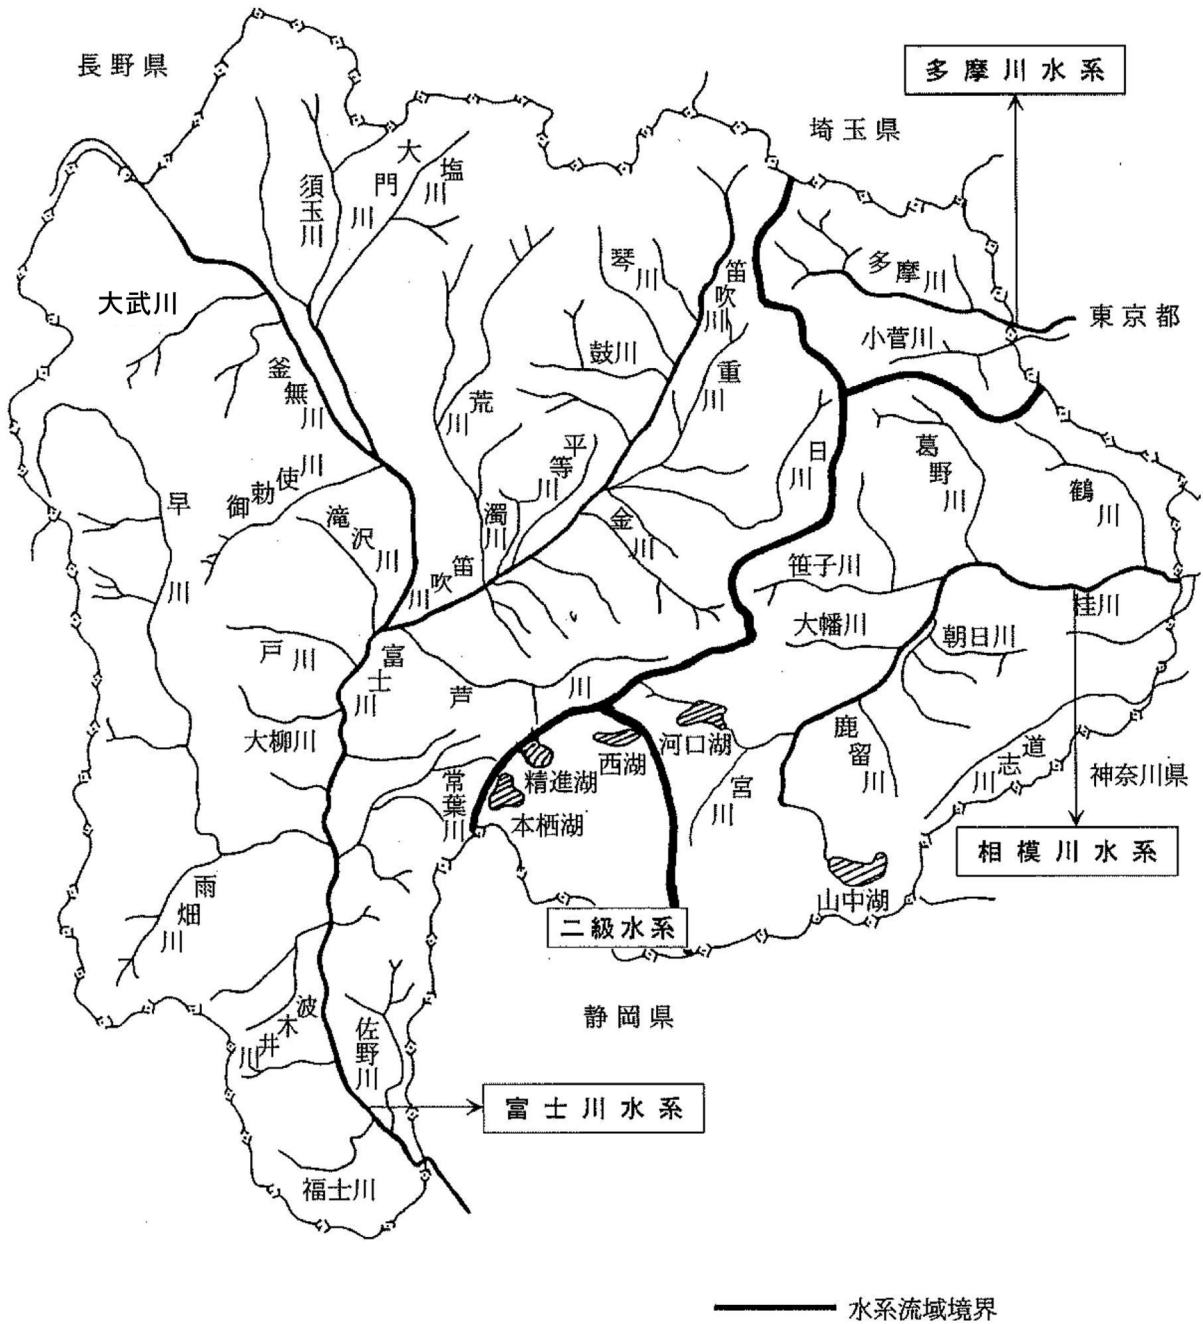 長野県
多摩川水系
埼玉県
大門川
塩川
須玉川
琴川
笛吹川
多摩川
大武川
東京都
小菅川
鼓川
重川
釜無川
荒川
平等川
日川
葛野川
鶴川
御勅使川
早川
滝沢川
濁川
金川
笛吹川
笹子川
桂川
大幡川
朝日川
戸川
富士川
芦川
大柳川
河口湖
西湖
精進湖
本栖湖
常葉川
宮川
鹿留川
道志川
神奈川県
相模川水系
山中湖
雨畑川
二級水系
静岡県
波木井川
佐野川
富士川水系
福士川
水系流域境界